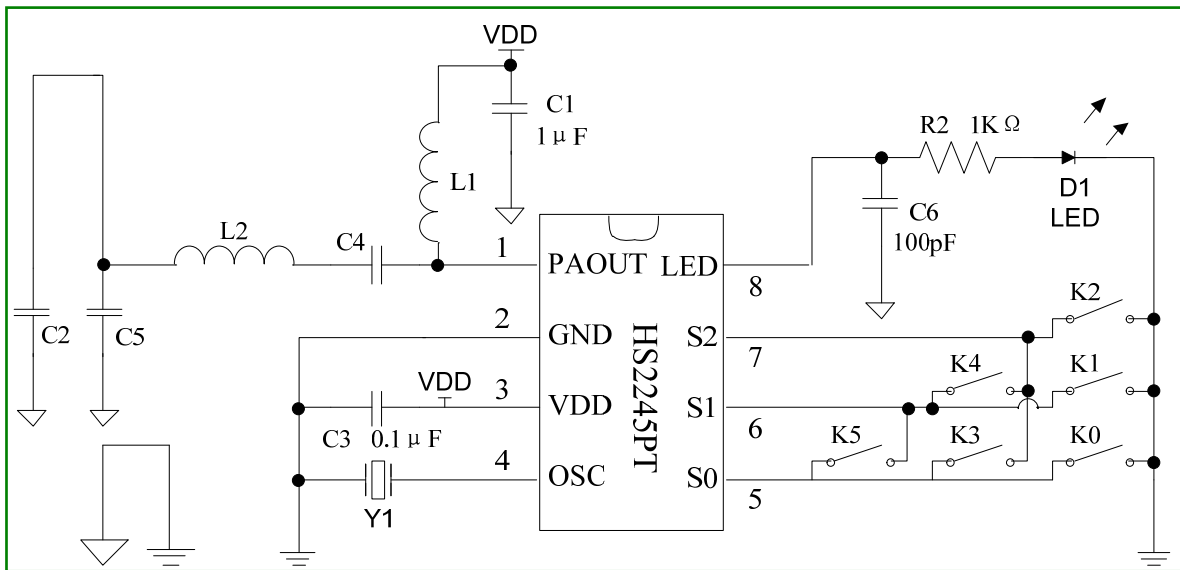 VDD
C1
1μF
L1
L2
C4
C2
C5
R2 1KΩ
D1
LED
C6
100pF
1
PAOUT
LED
8
2
GND
S2
7
K2
VDD
3
VDD
S1
6
K4
K1
C3 0.1μF
4
OSC
S0
5
K5
K3
K0
Y1
HS2245PT